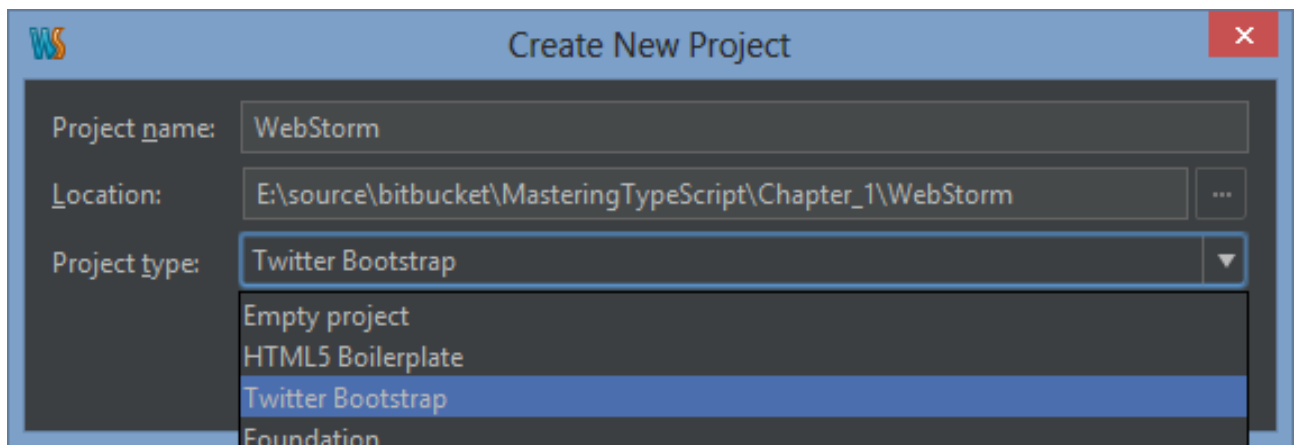 WS
Create New Project
Project name: WebStorm
Location: E:\source\bitbucket\MasteringTypeScript\Chapter_1\WebStorm ...
Project type: Twitter Bootstrap
Empty project
HTML5 Boilerplate
Twitter Bootstrap
Foundation